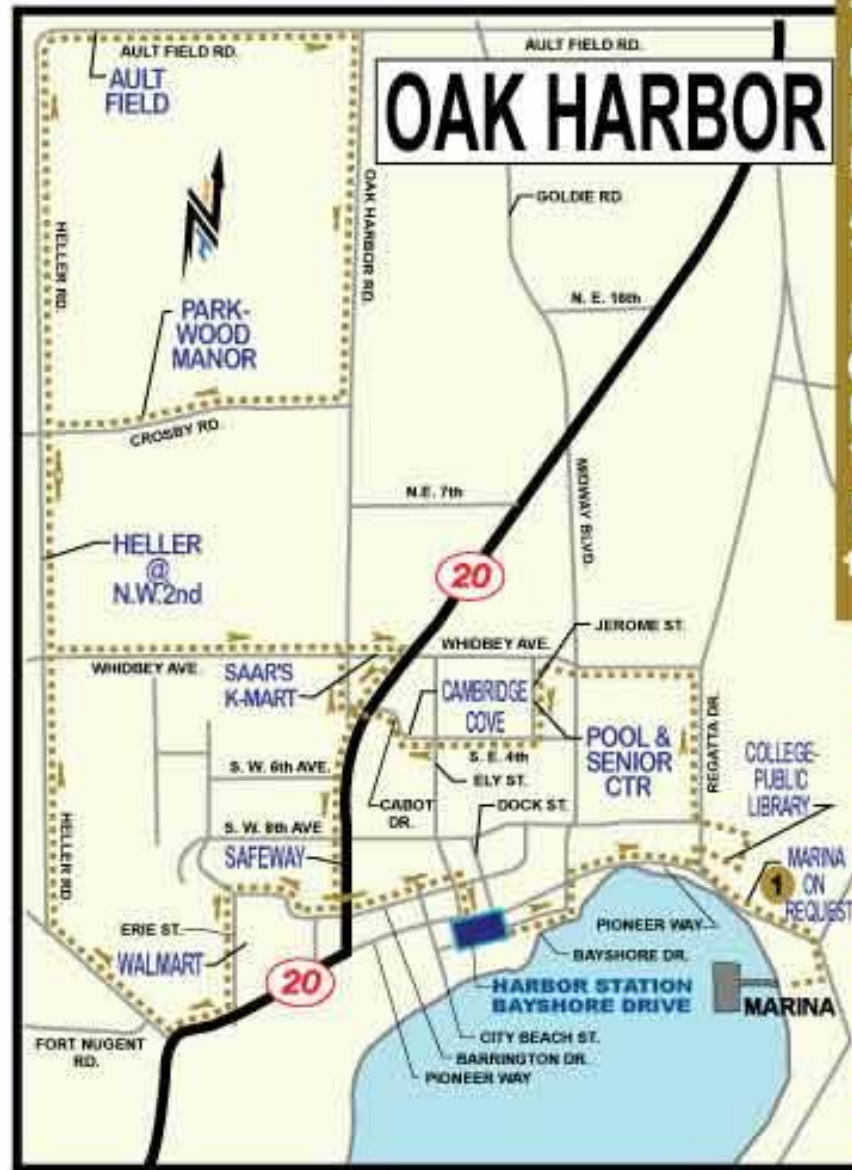 AULT FIELD RD.
AULT FIELD RD.
AULT
FIELD
OAK HARBOR
OAK HARBOR RD.
GOLDIE RD.
HELLER RD.
N. E. 16th
PARK-
WOOD
MANOR
CROSBY RD.
MIDWAY BLVD.
N.E. 7th
HELLER
@
N.W.2nd
20
JEROME ST.
WHIDBEY AVE.
WHIDBEY AVE.
SAAR'S
K-MART
CAMBRIDGE
COVE
POOL &
SENIOR
CTR
REGATTA DR.
S. E. 4th
S. W. 6th AVE.
ELY ST.
COLLEGE-
PUBLIC
LIBRARY
CABOT
DR.
DOCK ST.
HELLER RD
S. W. 8th AVE
SAFEWAY
MARINA
1
ON
REQUEST
ERIE ST.
PIONEER WAY
WALMART
BAYSHORE DR.
20
HARBOR STATION
BAYSHORE DRIVE
MARINA
FORT NUGENT
RD.
CITY BEACH ST.
BARRINGTON DR.
PIONEER WAY